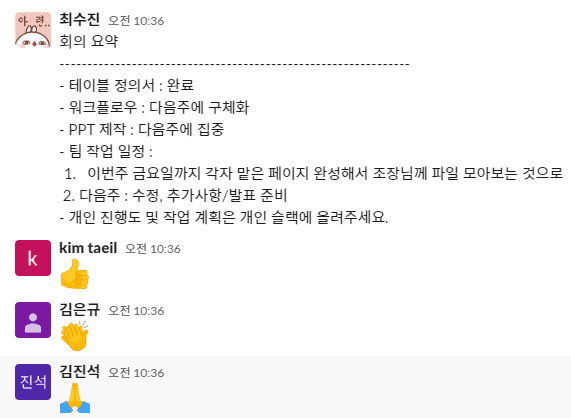 아 련..
최수진 오전 10:36
회의 요약
----------------------------------------------------------------
- 테이블 정의서 : 완료
- 워크플로우 : 다음주에 구체화
- PPT 제작 : 다음주에 집중
- 팀 작업 일정 :
1. 이번주 금요일까지 각자 맡은 페이지 완성해서 조장님께 파일 모아보는 것으로
2. 다음주 : 수정, 추가사항/발표 준비
- 개인 진행도 및 작업 계획은 개인 슬랙에 올려주세요.
k
kim taeil 오전 10:36
👍
김은규 오전 10:36
👏
진석
김진석 오전 10:36
🙏